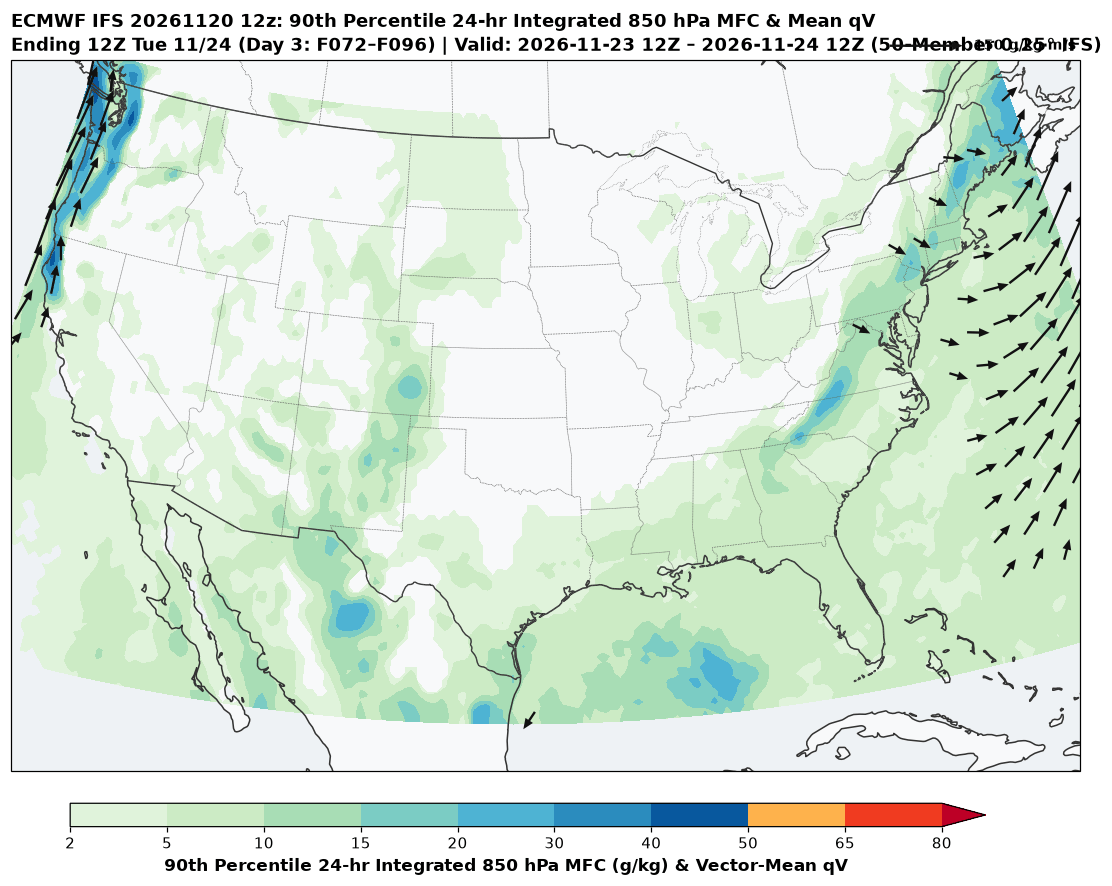 ECMWF IFS 20261120 12z: 90th Percentile 24-hr Integrated 850 hPa MFC & Mean qV
Ending 12Z Tue 11/24 (Day 3: F072–F096) | Valid: 2026-11-23 12Z – 2026-11-24 12Z (50-Member 0.25° IFS)
150 g/kg·m/s
2 5 10 15 20 30 40 50 65 80
90th Percentile 24-hr Integrated 850 hPa MFC (g/kg) & Vector-Mean qV